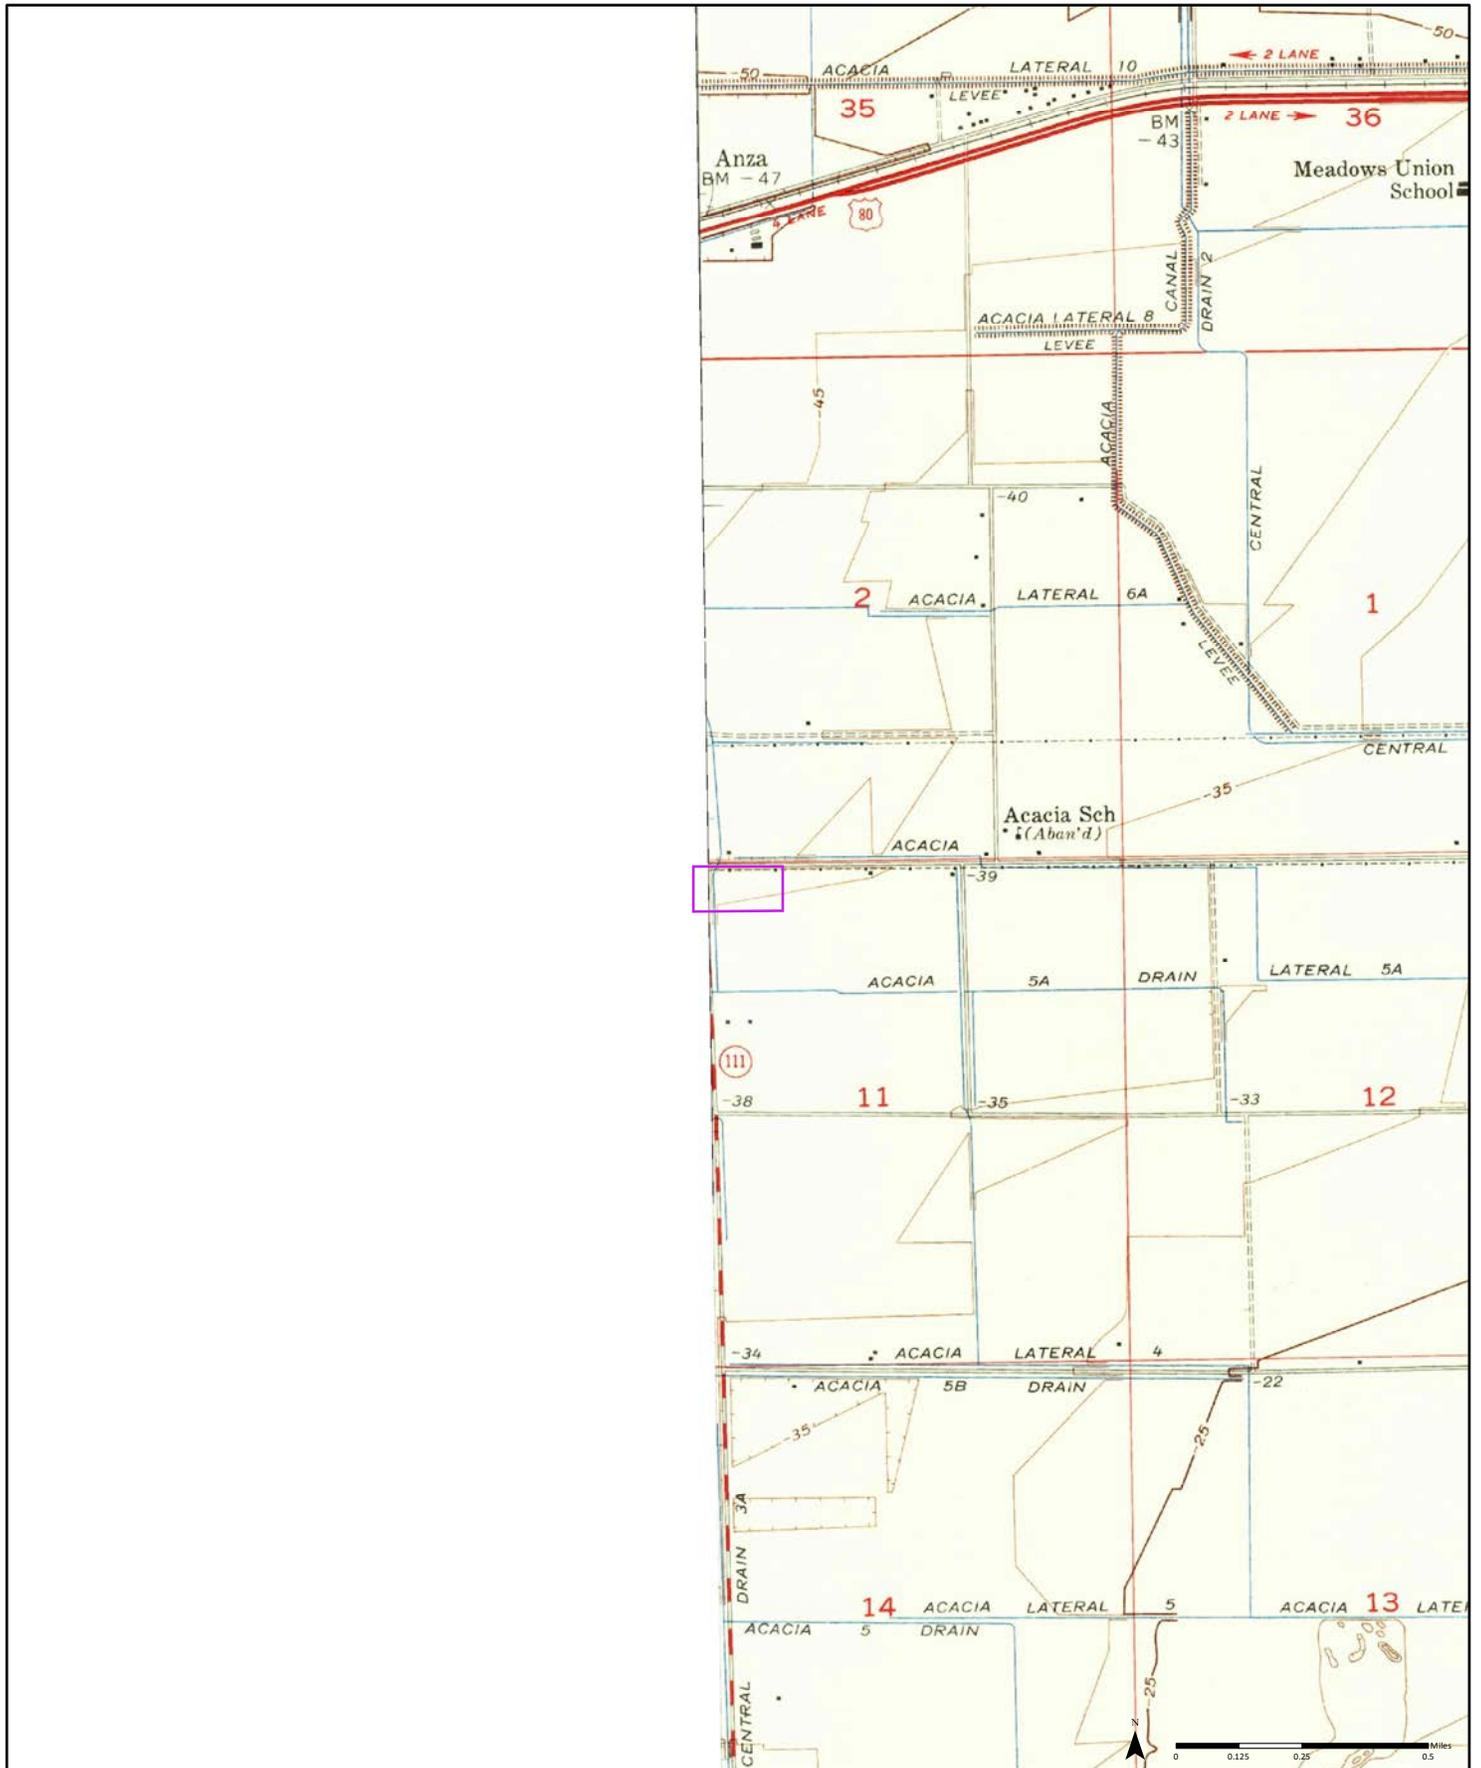 -50
-50
2 LANE
ACACIA LATERAL 10
LEVEE
35
2 LANE
36
BM
-43
Anza
BM -47
Meadows Union
School
4 LANE
80
CANAL
DRAIN 2
ACACIA LATERAL 8
LEVEE
-45
ACACIA
CENTRAL
-40
2
ACACIA LATERAL 6A
1
LEVEE
CENTRAL
-35
Acacia Sch
(Aban'd)
ACACIA
-39
ACACIA 5A DRAIN
LATERAL 5A
111
-38
11
-35
-33
12
-34
ACACIA LATERAL 4
ACACIA 5B DRAIN
-22
-35
-25
DRAIN 3A
14
ACACIA LATERAL 5
ACACIA
13
LATE
ACACIA 5 DRAIN
-25
CENTRAL
N
Miles
0 0.125 0.25 0.5